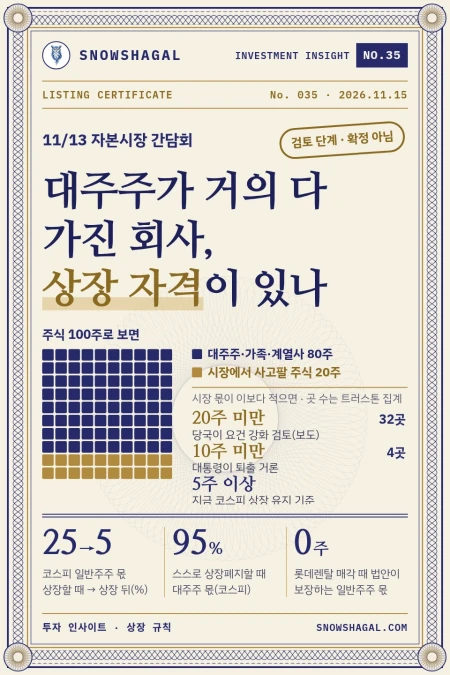 SNOWSHAGAL
INVESTMENT INSIGHT NO.35
LISTING CERTIFICATE
No. 035 · 2026.11.15
11/13 자본시장 간담회
검토 단계 · 확정 아님
대주주가 거의 다
가진 회사,
상장 자격이 있나
주식 100주로 보면
대주주·가족·계열사 80주
시장에서 사고팔 주식 20주
시장 몫이 이보다 적으면 · 곳 수는 트러스톤 집계
20주 미만 32곳
당국이 요건 강화 검토(보도)
10주 미만 4곳
대통령이 퇴출 거론
5주 이상
지금 코스피 상장 유지 기준
25→5
코스피 일반주주 몫
상장할 때 → 상장 뒤(%)
95%
스스로 상장폐지할 때
대주주 몫(코스피)
0주
롯데렌탈 매각 때 법안이
보장하는 일반주주 몫
투자 인사이트 · 상장 규칙
SNOWSHAGAL.COM